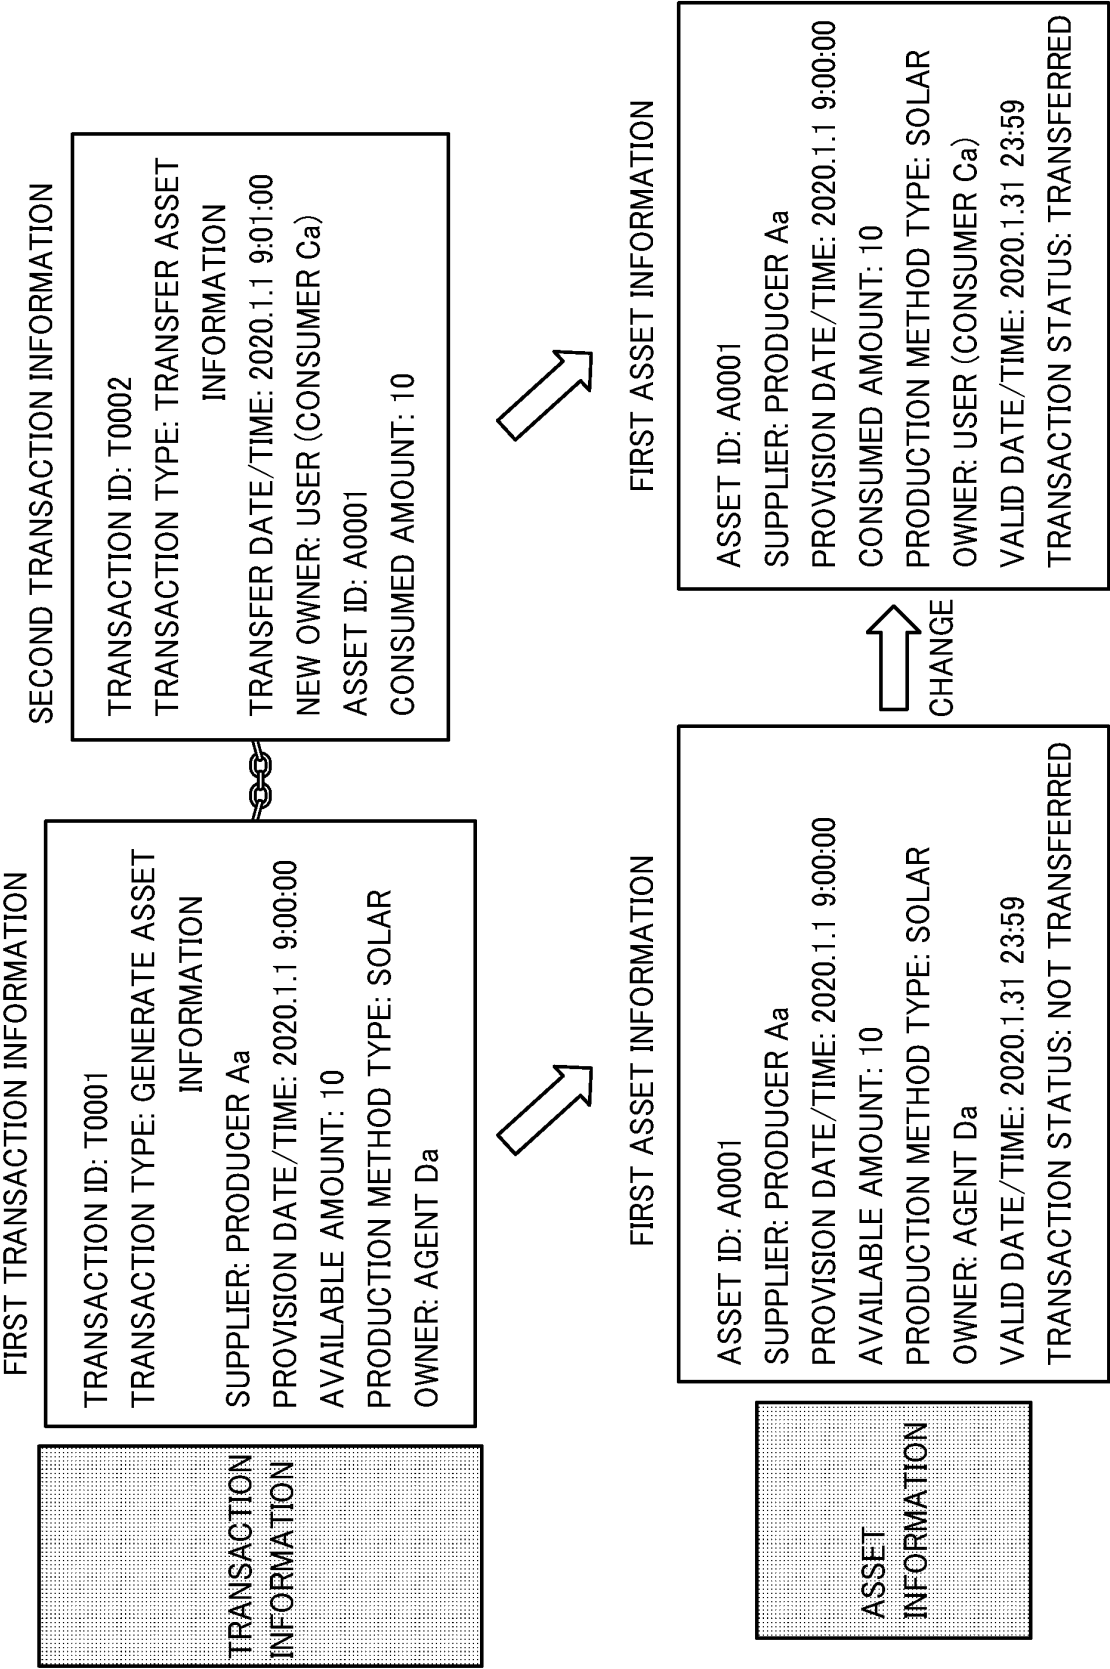 TRANSACTION
INFORMATION
FIRST TRANSACTION INFORMATION
TRANSACTION ID: T0001
TRANSACTION TYPE: GENERATE ASSET
INFORMATION
SUPPLIER: PRODUCER Aa
PROVISION DATE/TIME: 2020.1.1 9:00:00
AVAILABLE AMOUNT: 10
PRODUCTION METHOD TYPE: SOLAR
OWNER: AGENT Da
SECOND TRANSACTION INFORMATION
TRANSACTION ID: T0002
TRANSACTION TYPE: TRANSFER ASSET
INFORMATION
TRANSFER DATE/TIME: 2020.1.1 9:01:00
NEW OWNER: USER (CONSUMER Ca)
ASSET ID: A0001
CONSUMED AMOUNT: 10
ASSET
INFORMATION
FIRST ASSET INFORMATION
ASSET ID: A0001
SUPPLIER: PRODUCER Aa
PROVISION DATE/TIME: 2020.1.1 9:00:00
AVAILABLE AMOUNT: 10
PRODUCTION METHOD TYPE: SOLAR
OWNER: AGENT Da
VALID DATE/TIME: 2020.1.31 23:59
TRANSACTION STATUS: NOT TRANSFERRED
CHANGE
FIRST ASSET INFORMATION
ASSET ID: A0001
SUPPLIER: PRODUCER Aa
PROVISION DATE/TIME: 2020.1.1 9:00:00
CONSUMED AMOUNT: 10
PRODUCTION METHOD TYPE: SOLAR
OWNER: USER (CONSUMER Ca)
VALID DATE/TIME: 2020.1.31 23:59
TRANSACTION STATUS: TRANSFERRED